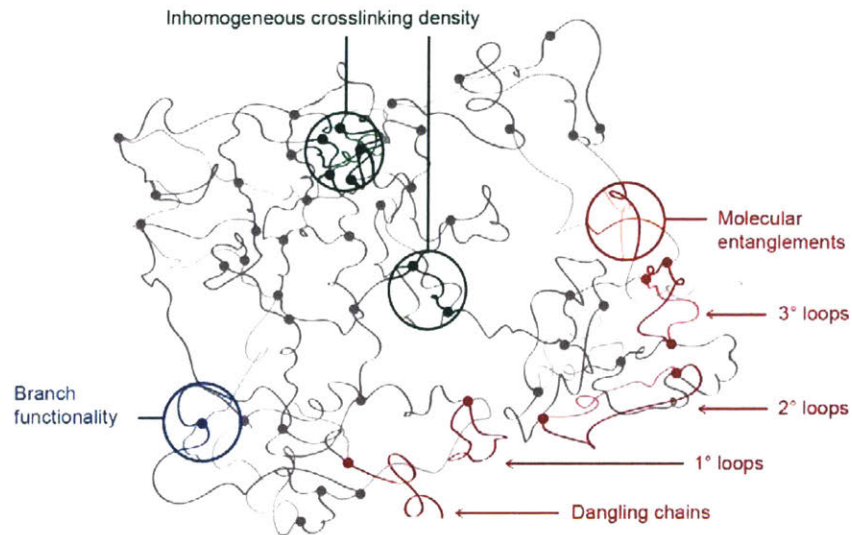 Inhomogeneous crosslinking density
Molecular
entanglements
3° loops
Branch
functionality
2° loops
1° loops
Dangling chains